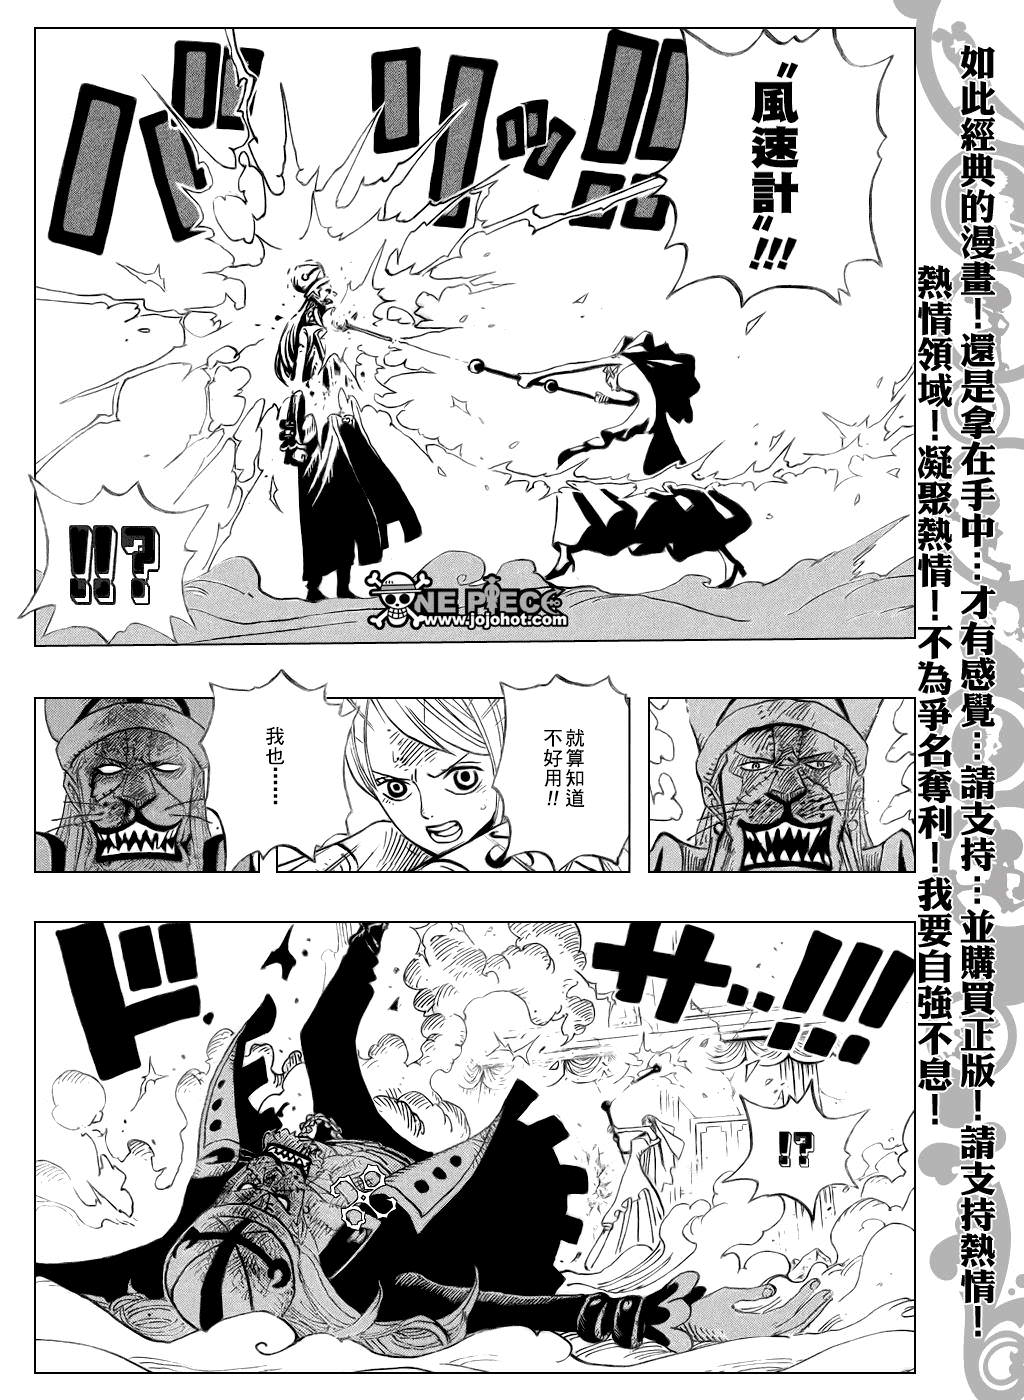 如此經典的漫畫！還是拿在手中…才有感覺…請支持…並購買正版！請支持熱情！
熱情領域！凝聚熱情！不為爭名奪利！我要自強不息！
"風速計"!!!
バリッ!!
!!?
ONE PIECE
www.jojohot.com
就算知道
不好用!!
我也……
ドサ…!!!
!?